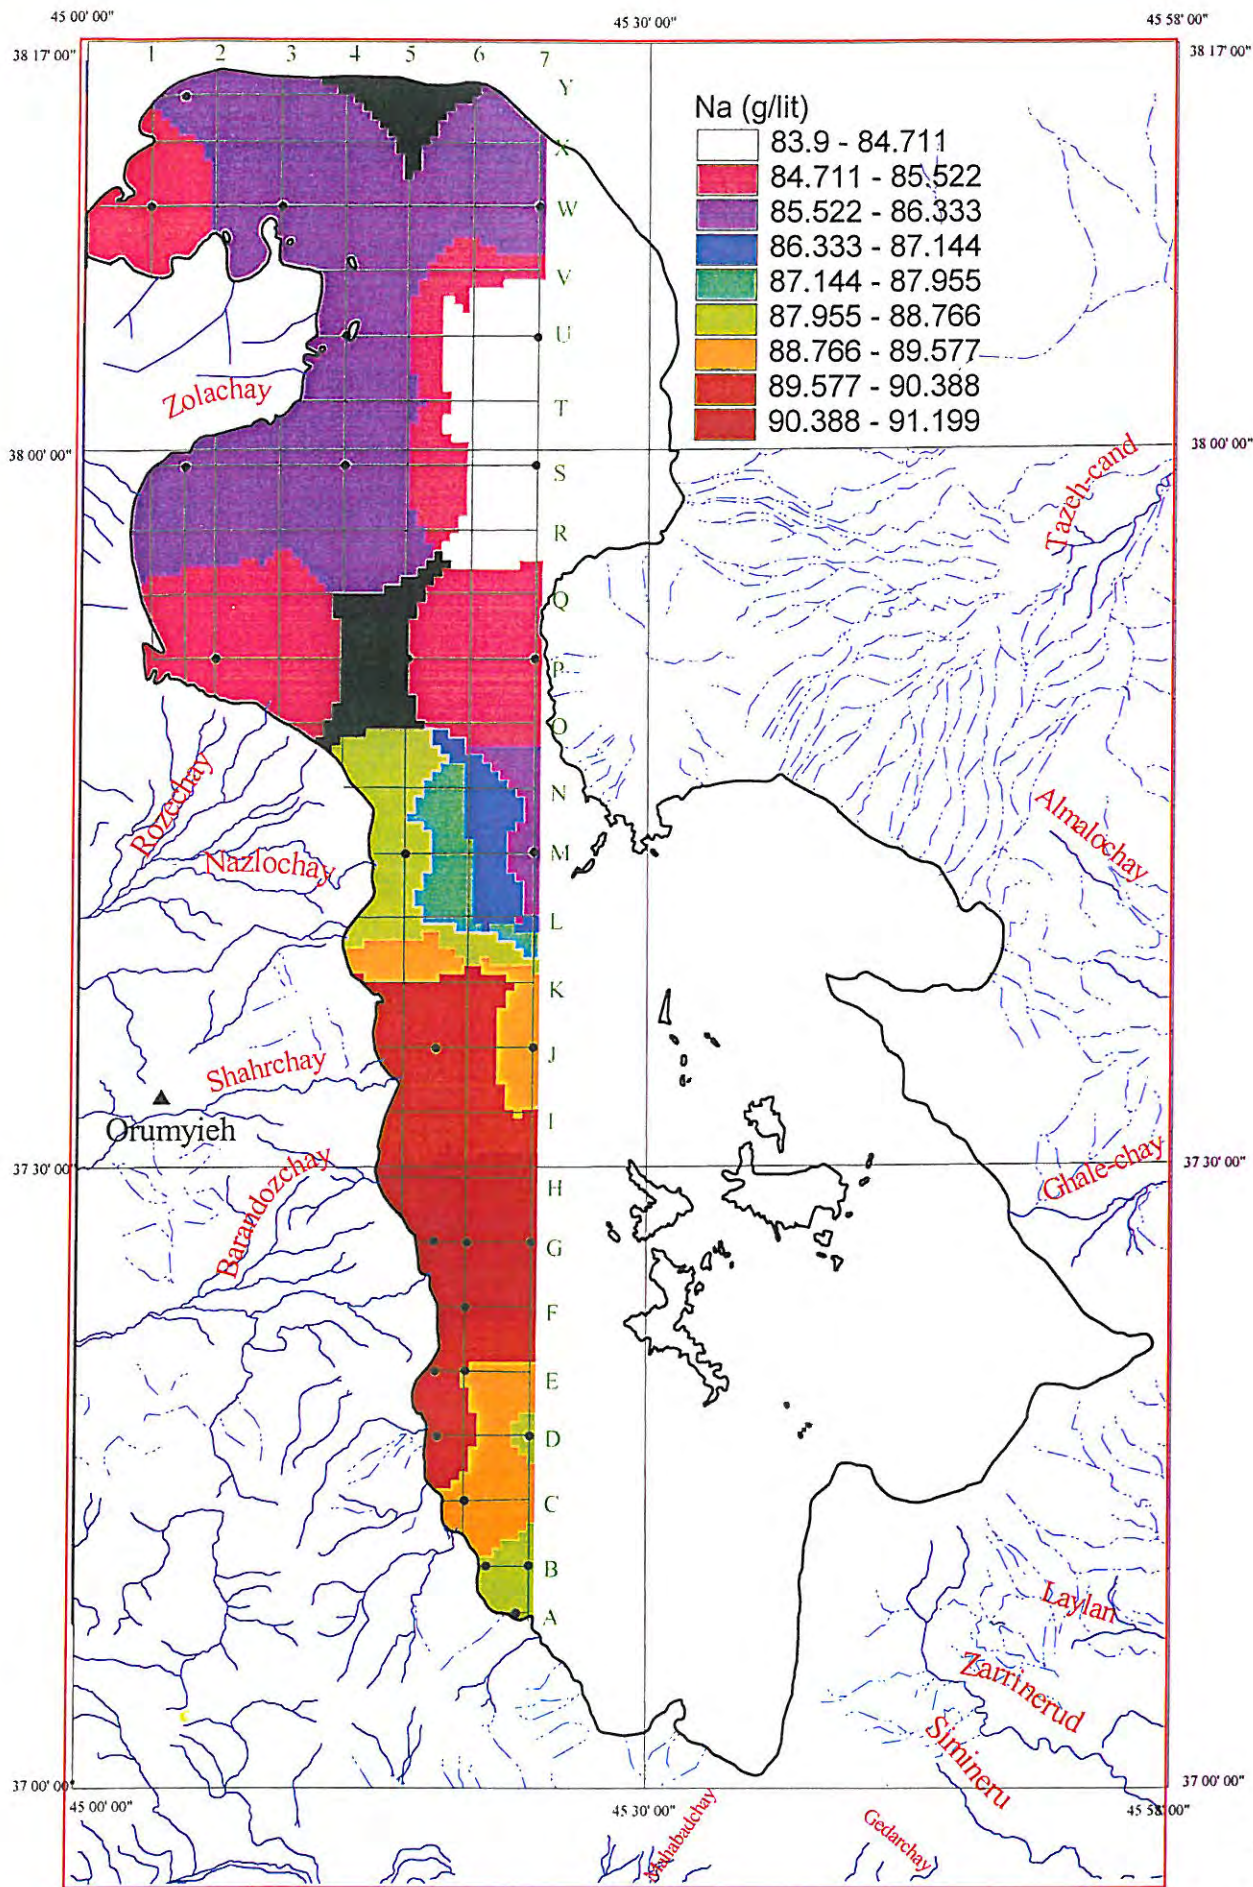 45 00' 00"
45 30' 00"
45 58' 00"
38 17' 00"
38 17' 00"
1 2 3 4 5 6 7
Y
X
W
V
U
T
S
R
Q
P
O
N
M
L
K
J
I
H
G
F
E
D
C
B
A
Na (g/lit)
83.9 - 84.711
84.711 - 85.522
85.522 - 86.333
86.333 - 87.144
87.144 - 87.955
87.955 - 88.766
88.766 - 89.577
89.577 - 90.388
90.388 - 91.199
Zolachay
38 00' 00"
38 00' 00"
Tazeh-cand
Rozechay
Nazlochay
Almalochay
Shahrchay
Orumyieh
37 30' 00"
37 30' 00"
Barandozchay
Ghale-chay
Laylan
Zarrinerud
Simineru
37 00' 00"
37 00' 00"
45 00' 00"
45 30' 00"
45 58' 00"
Mahabadchay
Gedarchay